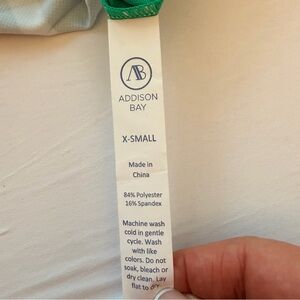 AB
ADDISON
BAY
X-SMALL
Made in
China
84% Polyester
16% Spandex
Machine wash
cold in gentle
cycle. Wash
with like
colors. Do not
soak, bleach or
dry clean. Lay
flat to dry